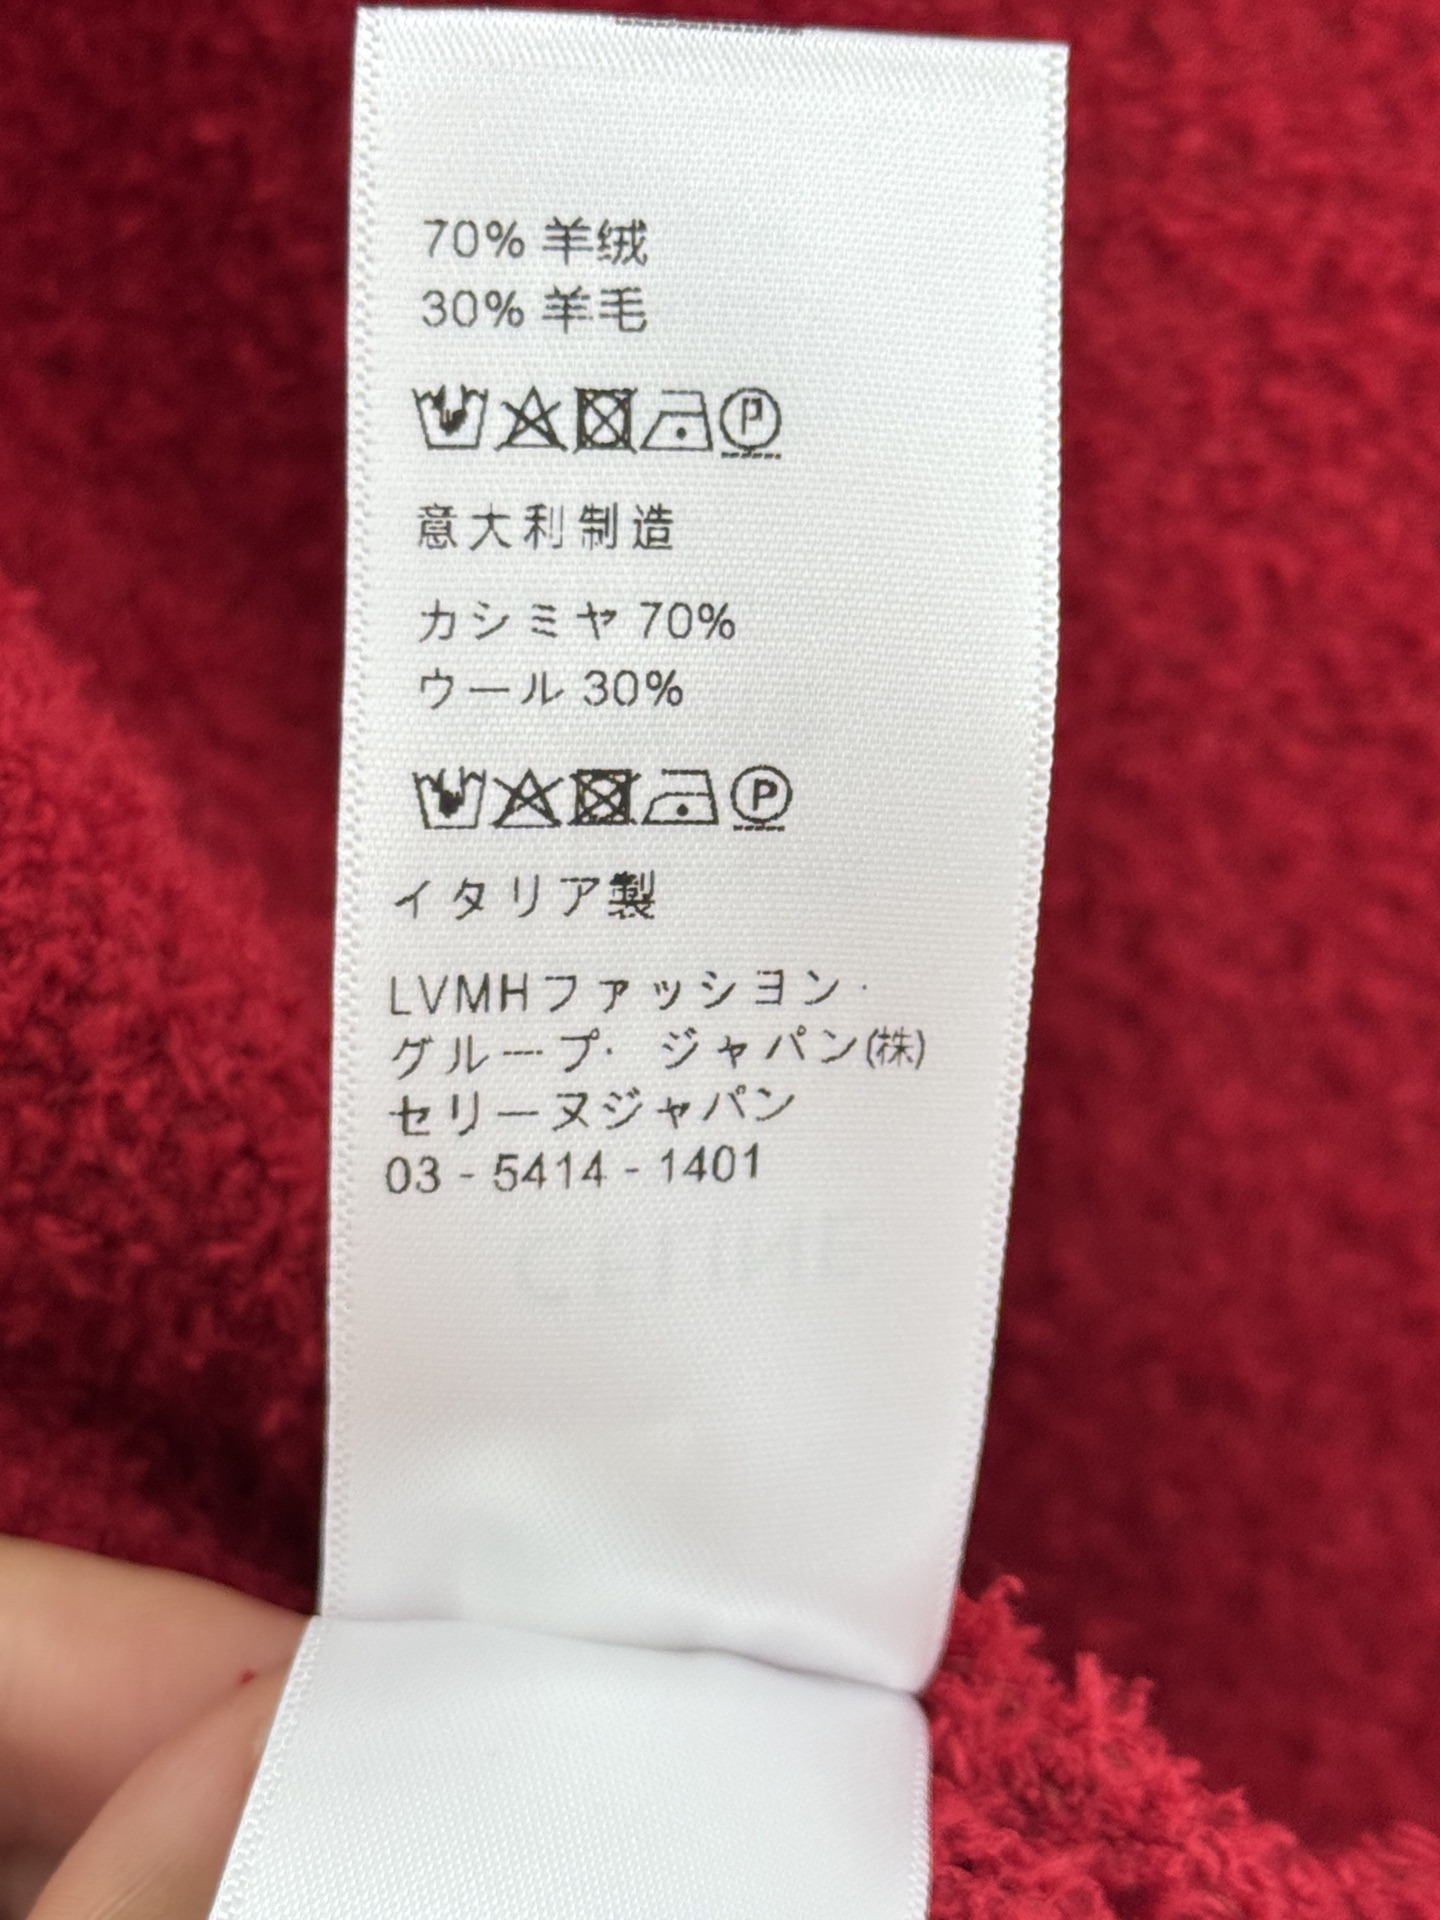 70% 羊绒
30% 羊毛
P
意大利制造
カシミヤ 70%
ウール 30%
P
イタリア製
LVMHファッション・
グループ・ジャパン(株)
セリーヌジャパン
03 - 5414 - 1401